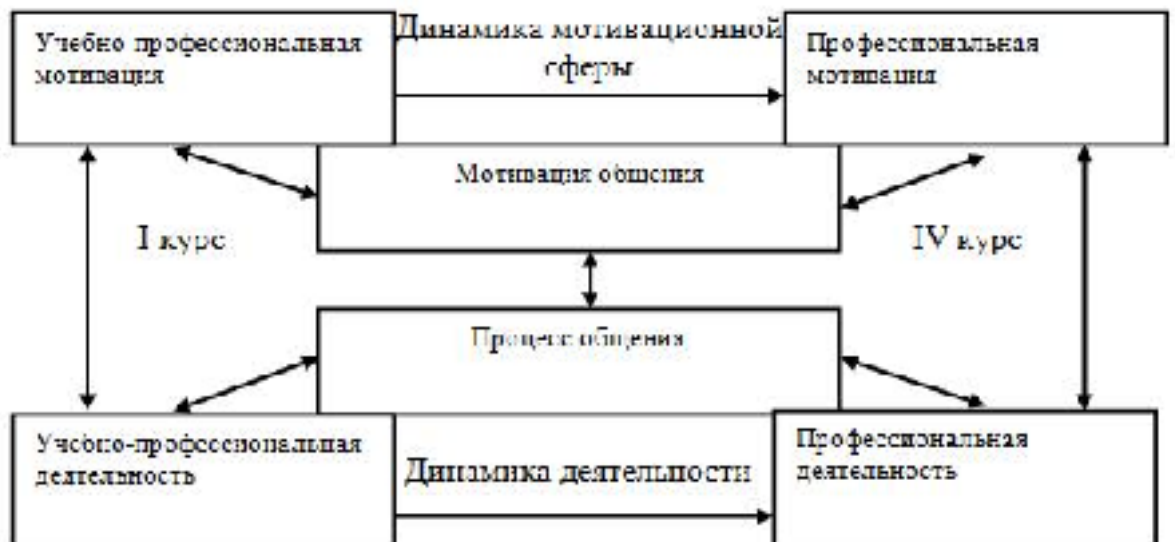 Учебно профессиональная
мотивация
Динамика мотивационной
сферы
Профессиональная
мотивация
Мотивация общения
I курс
IV курс
Процесс общения
Учебно-профессиональная
деятельность
Динамика деятельности
Профессиональная
деятельность